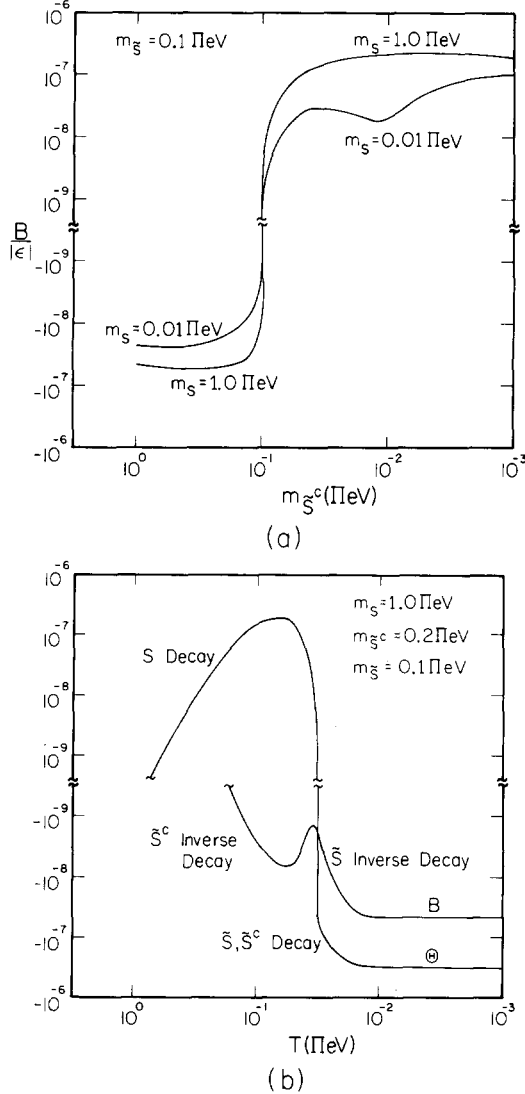 10⁻⁶
m_S̃ = 0.1 ΠeV
m_S = 1.0 ΠeV
10⁻⁷
10⁻⁸
m_S = 0.01 ΠeV
10⁻⁹
B
|ϵ|
-10⁻⁹
-10⁻⁸
m_S = 0.01 ΠeV
-10⁻⁷
m_S = 1.0 ΠeV
-10⁻⁶
10⁰ 10⁻¹ 10⁻² 10⁻³
m_S̃ᶜ (ΠeV)
(a)
10⁻⁶
m_S = 1.0 ΠeV
10⁻⁷
m_S̃ᶜ = 0.2 ΠeV
S Decay
m_S̃ = 0.1 ΠeV
10⁻⁸
10⁻⁹
-10⁻⁹
S̃ᶜ Inverse
Decay
S̃ Inverse Decay
-10⁻⁸
B
-10⁻⁷
S̃, S̃ᶜ Decay
Θ
-10⁻⁶
10⁰ 10⁻¹ 10⁻² 10⁻³
T (ΠeV)
(b)